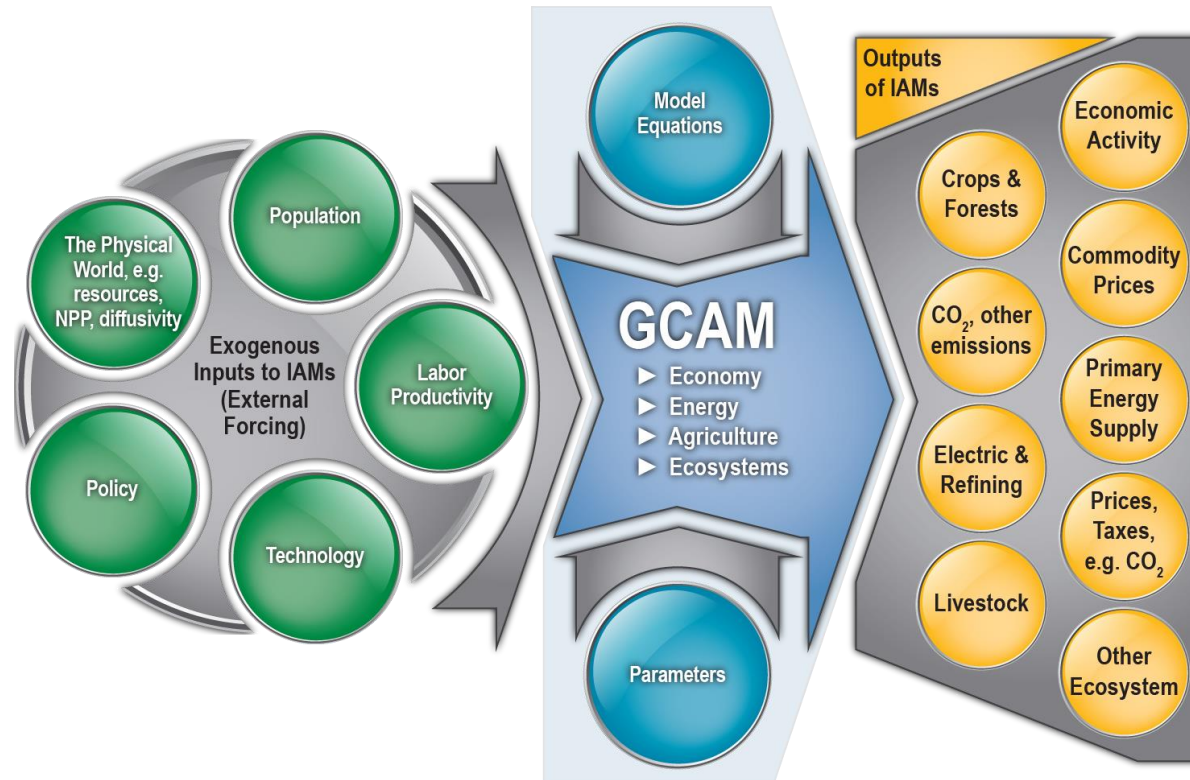 Population
The Physical
World, e.g.
resources,
NPP, diffusivity
Exogenous
Inputs to IAMs
(External
Forcing)
Labor
Productivity
Policy
Technology
Model
Equations
GCAM
► Economy
► Energy
► Agriculture
► Ecosystems
Parameters
Outputs
of IAMs
Economic
Activity
Crops &
Forests
Commodity
Prices
CO₂, other
emissions
Primary
Energy
Supply
Electric &
Refining
Prices,
Taxes,
e.g. CO₂
Livestock
Other
Ecosystem